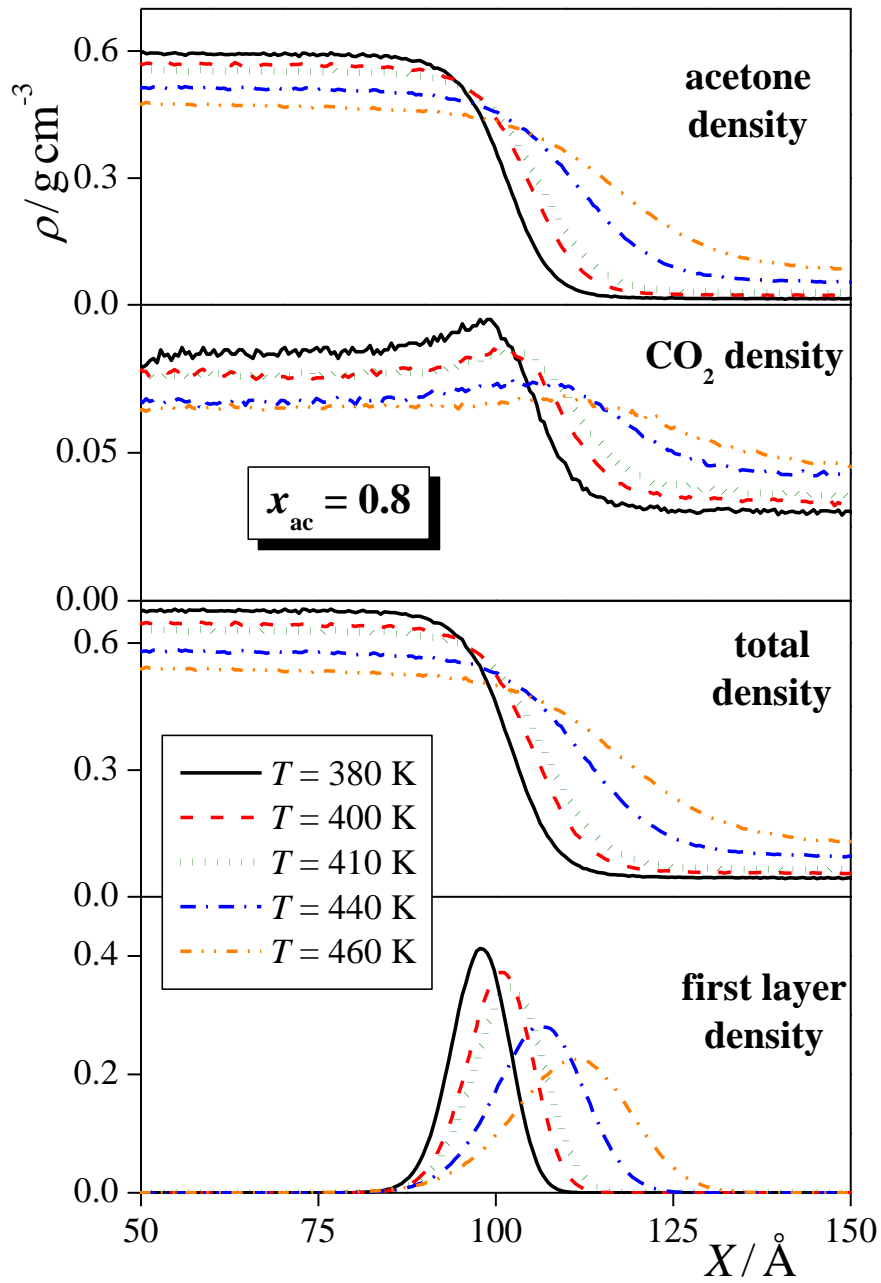 0.6
acetone
density
ρ / g cm⁻³
0.3
0.0
CO₂ density
0.05
xₐc = 0.8
0.00
0.6
total
density
0.3
T = 380 K
T = 400 K
T = 410 K
T = 440 K
T = 460 K
0.0
0.4
first layer
density
0.2
0.0
50 75 100 125 150
X / Å